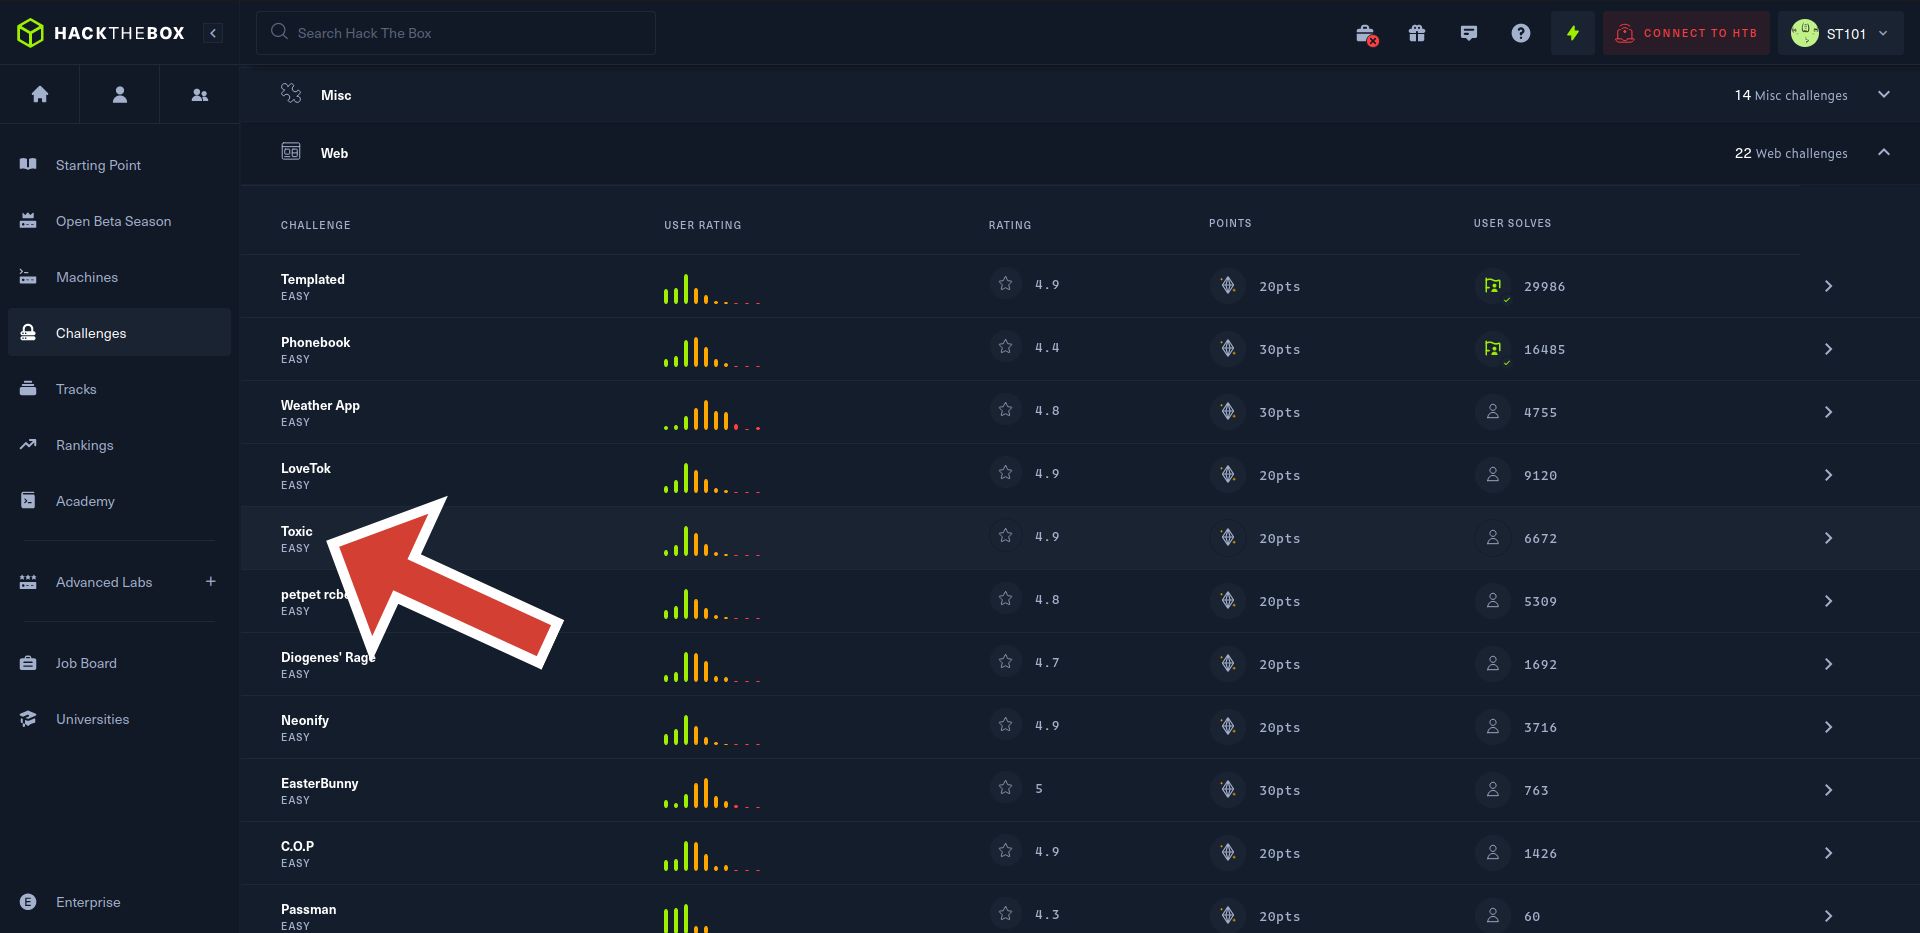 HACKTHEBOX
Search Hack The Box
CONNECT TO HTB
ST101
Starting Point
Open Beta Season
Machines
Challenges
Tracks
Rankings
Academy
Advanced Labs +
Job Board
Universities
E Enterprise
Misc 14 Misc challenges
Web 22 Web challenges
CHALLENGE USER RATING RATING POINTS USER SOLVES
Templated 4.9 20pts 29986
EASY
Phonebook 4.4 30pts 16485
EASY
Weather App 4.8 30pts 4755
EASY
LoveTok 4.9 20pts 9120
EASY
Toxic 4.9 20pts 6672
EASY
petpet 4.8 20pts 5309
EASY
Diogenes' Rage 4.7 20pts 1692
EASY
Neonify 4.9 20pts 3716
EASY
EasterBunny 5 30pts 763
EASY
C.O.P 4.9 20pts 1426
EASY
Passman 4.3 20pts 60
EASY